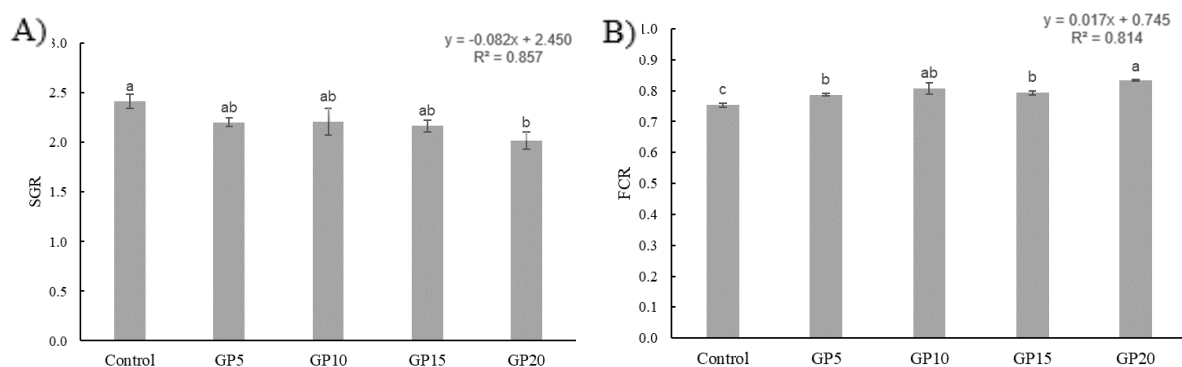 A)
y = -0.082x + 2.450
R² = 0.857
3.0
2.5
2.0
1.5
1.0
0.5
0.0
SGR
a
ab
ab
ab
b
Control GP5 GP10 GP15 GP20
B)
y = 0.017x + 0.745
R² = 0.814
1.0
0.9
0.8
0.7
0.6
0.5
0.4
0.3
0.2
0.1
0.0
FCR
c
b
ab
b
a
Control GP5 GP10 GP15 GP20